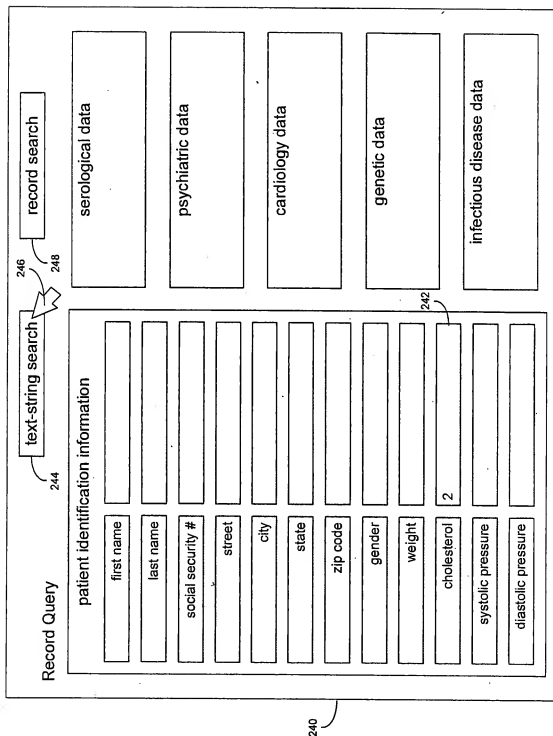 Record Query
text-string search
record search
244
246
248
patient identification information
first name
last name
social security #
street
city
state
zip code
gender
weight
cholesterol 2
242
systolic pressure
diastolic pressure
serological data
psychiatric data
cardiology data
genetic data
infectious disease data
240